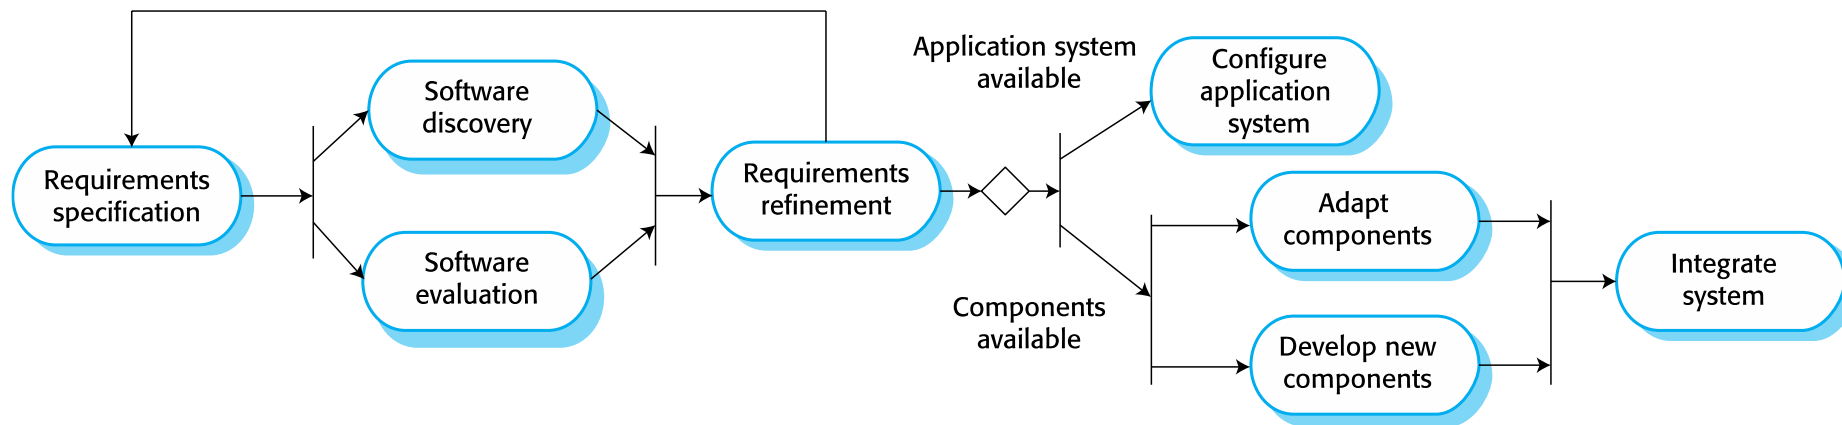 Requirements
specification
Software
discovery
Software
evaluation
Requirements
refinement
Application system
available
Configure
application
system
Components
available
Adapt
components
Develop new
components
Integrate
system